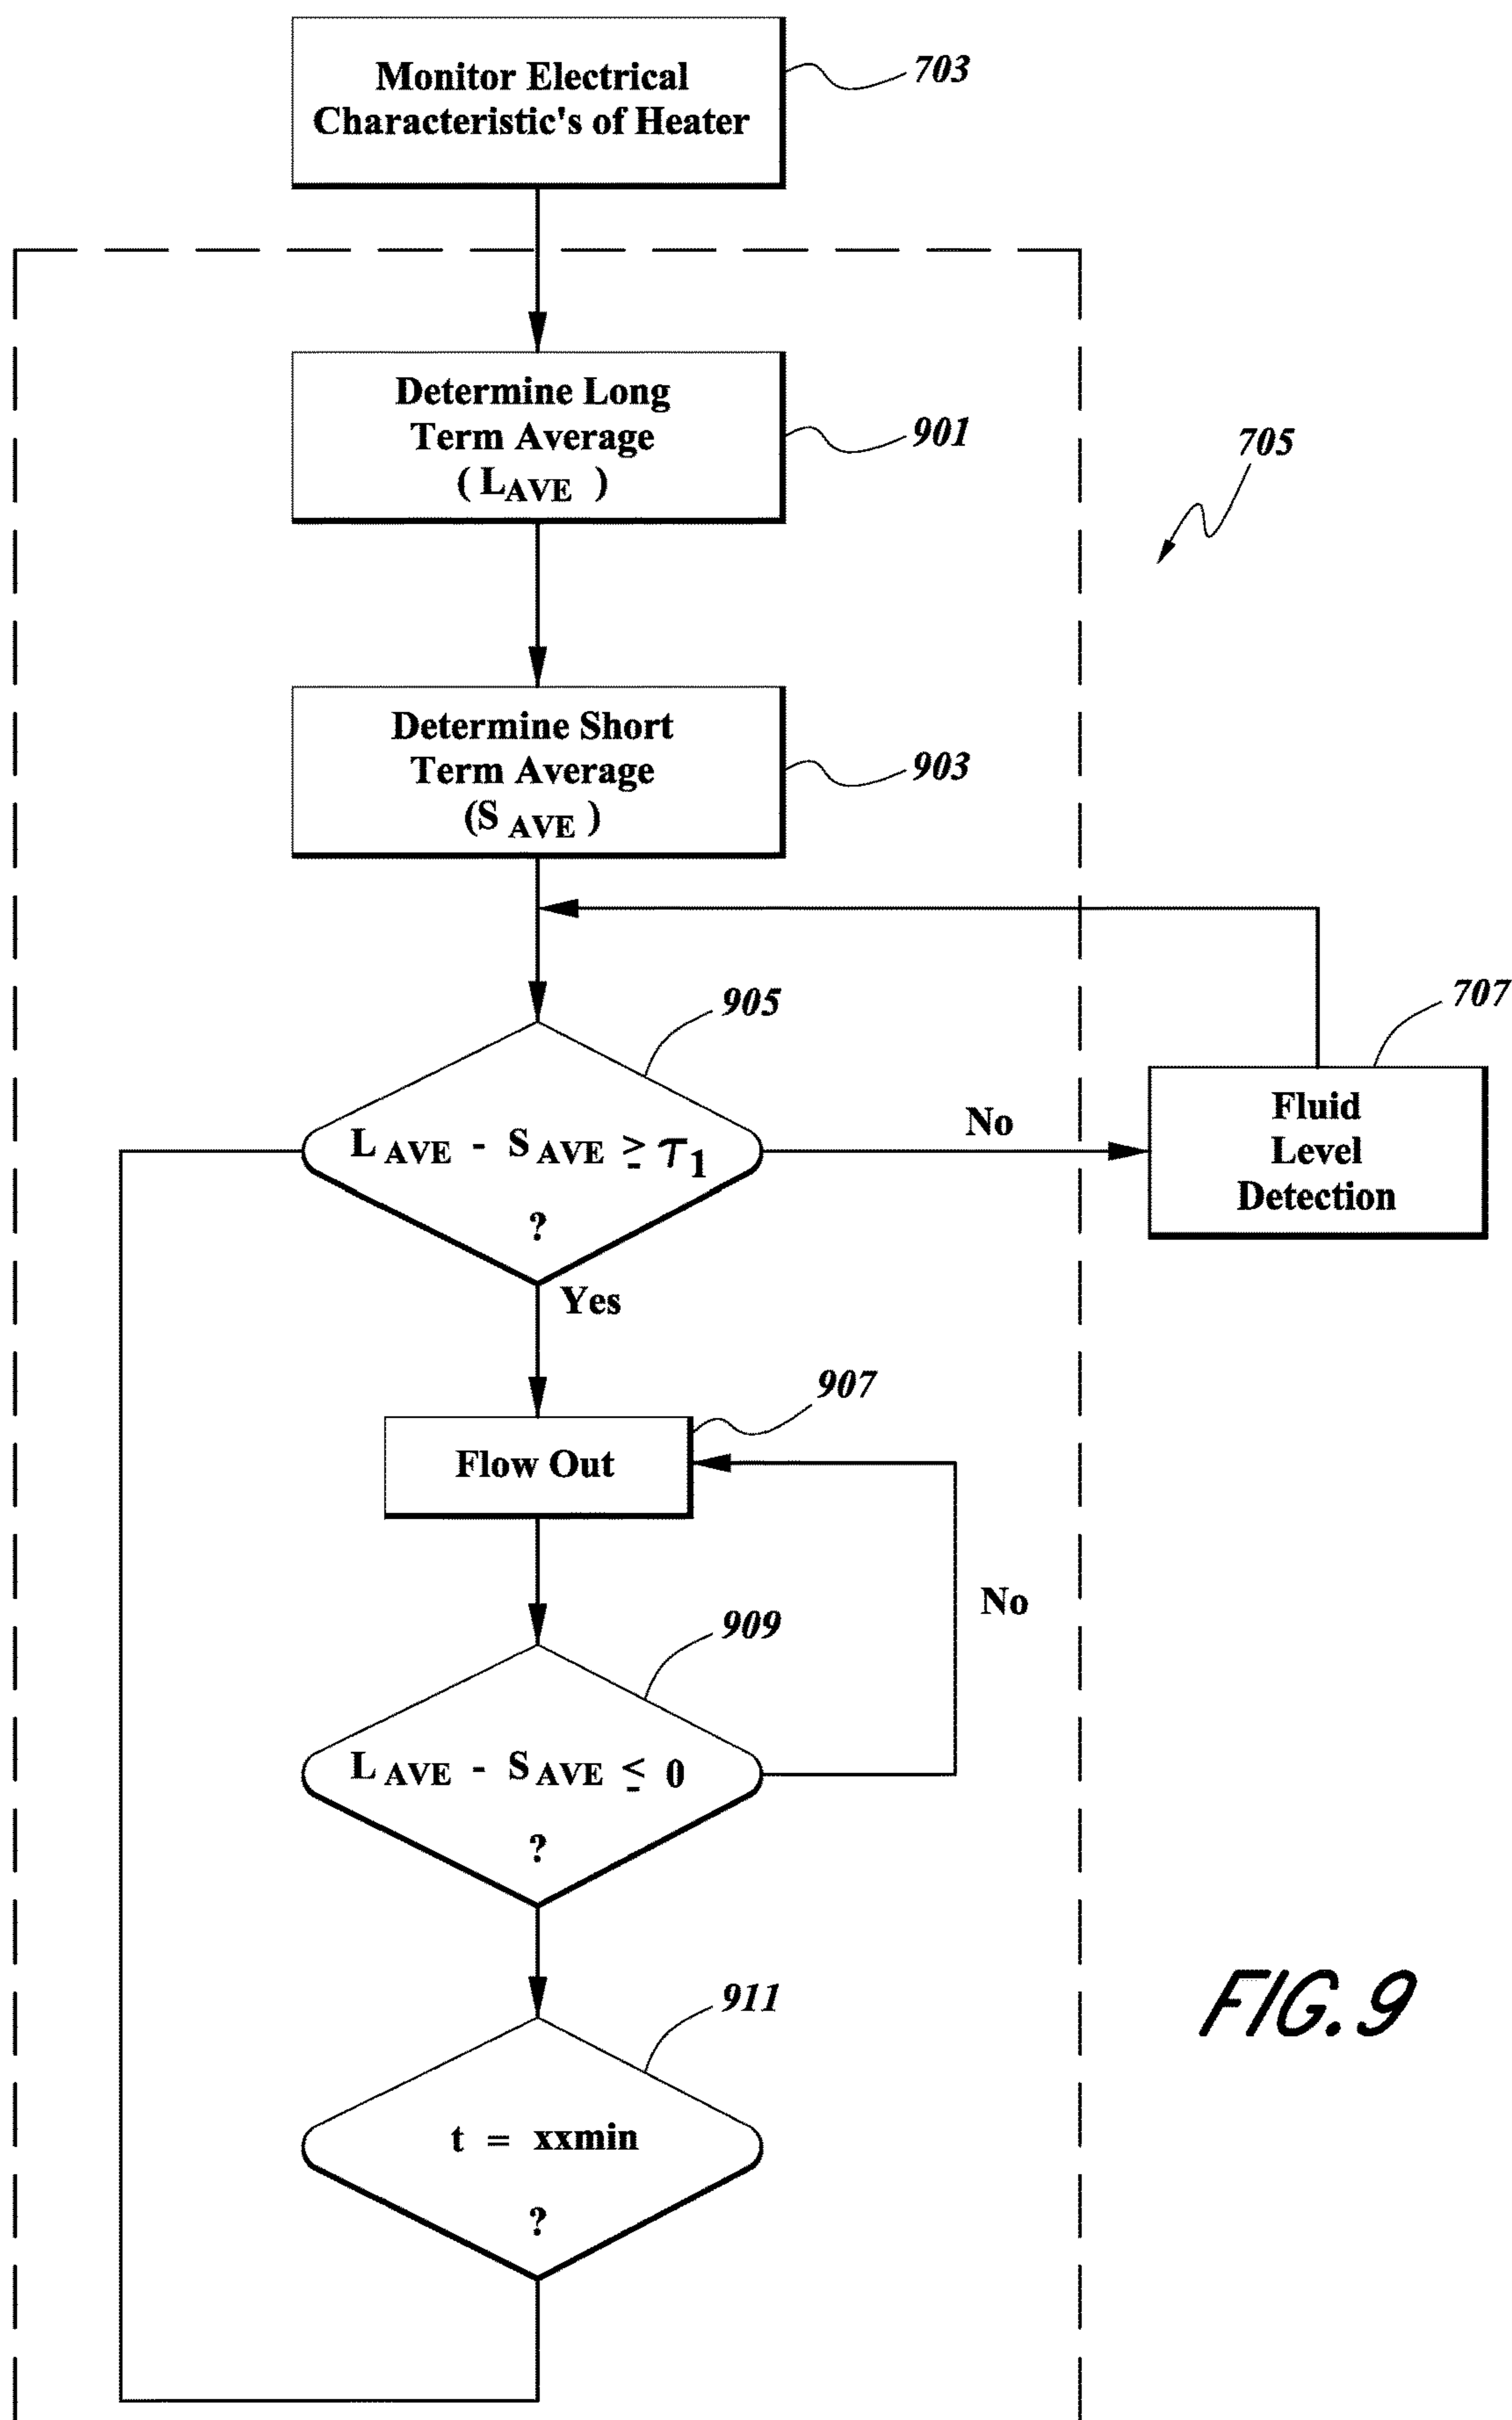 Monitor Electrical
Characteristic's of Heater
703
Determine Long
Term Average
( L AVE )
901
705
Determine Short
Term Average
(S AVE )
903
905
707
L AVE - S AVE ≥ τ1
?
No
Fluid
Level
Detection
Yes
907
Flow Out
No
909
L AVE - S AVE ≤ 0
?
911
t = xxmin
?
FIG. 9